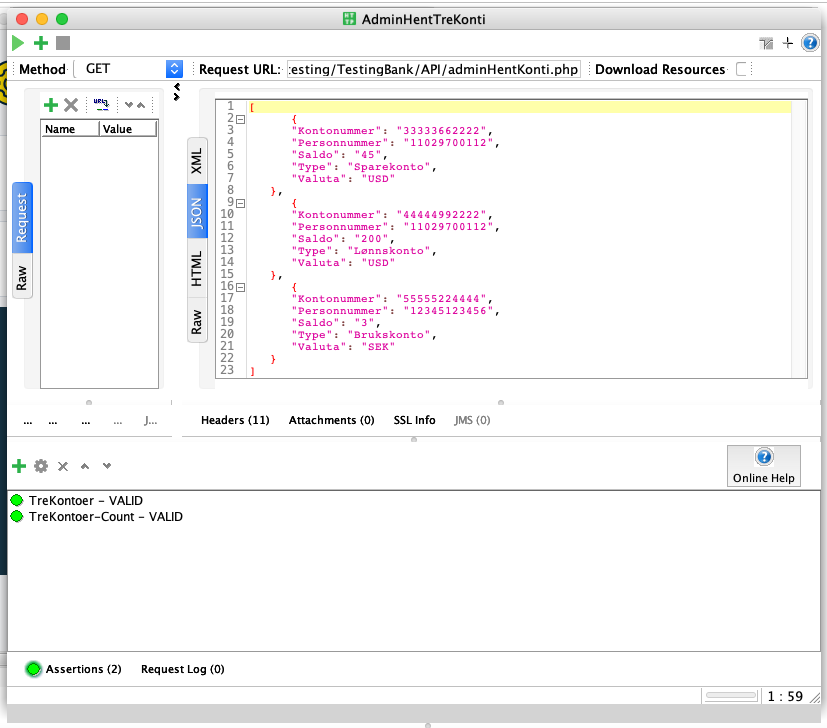 AdminHentTreKonti
Method GET Request URL: :esting/TestingBank/API/adminHentKonti.php Download Resources
Name Value
Request
Raw
XML
JSON
HTML
Raw
1 [
2 {
3 "Kontonummer": "33333662222",
4 "Personnummer": "11029700112",
5 "Saldo": "45",
6 "Type": "Sparekonto",
7 "Valuta": "USD"
8 },
9 {
10 "Kontonummer": "44444992222",
11 "Personnummer": "11029700112",
12 "Saldo": "200",
13 "Type": "Lønnskonto",
14 "Valuta": "USD"
15 },
16 {
17 "Kontonummer": "55555224444",
18 "Personnummer": "12345123456",
19 "Saldo": "3",
20 "Type": "Brukskonto",
21 "Valuta": "SEK"
22 }
23 ]
... ... ... ... J... Headers (11) Attachments (0) SSL Info JMS (0)
Online Help
TreKontoer - VALID
TreKontoer-Count - VALID
Assertions (2) Request Log (0)
1 : 59